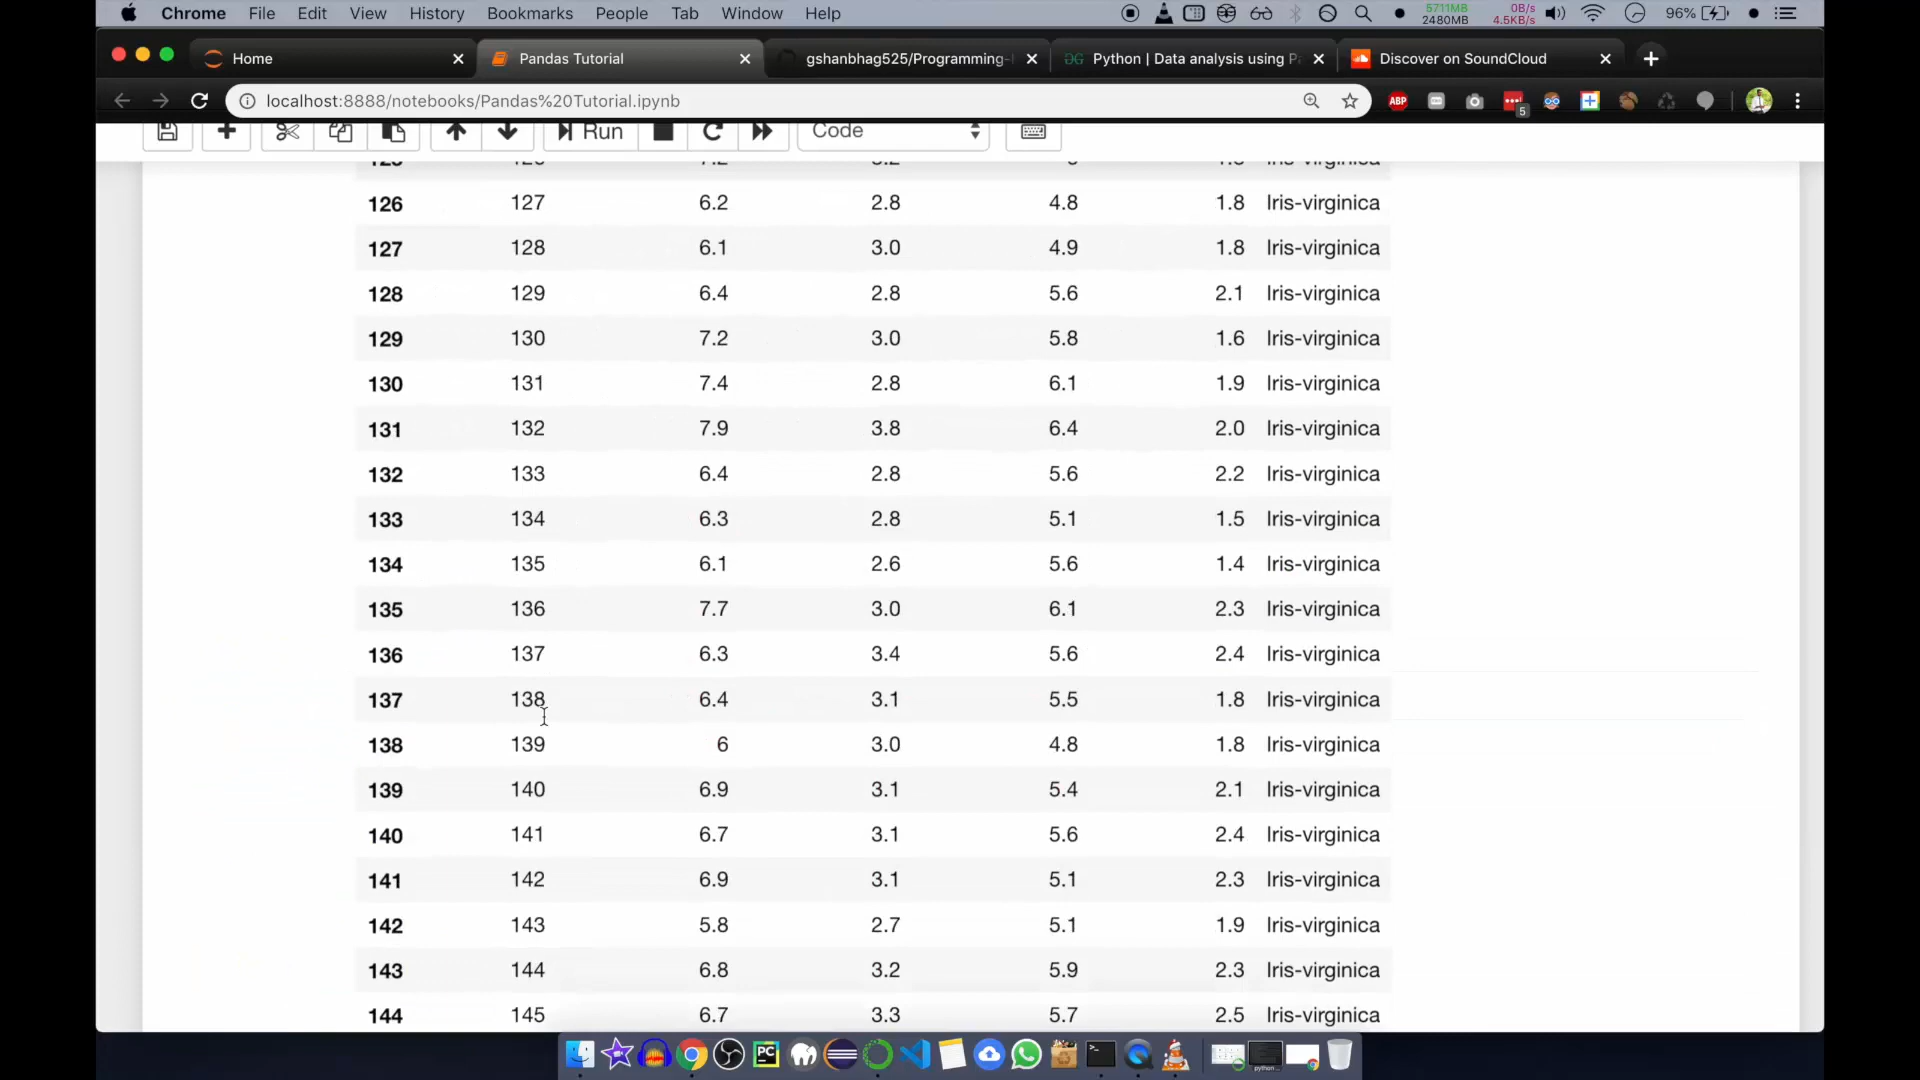 Chrome File Edit View History Bookmarks People Tab Window Help 5711MB 2480MB 0B/s 4.5KB/s 96%
Home Pandas Tutorial gshanbhag525/Programming- Python | Data analysis using Pa Discover on SoundCloud
localhost:8888/notebooks/Pandas%20Tutorial.ipynb ABP 5
Run Code
126 127 6.2 2.8 4.8 1.8 Iris-virginica
127 128 6.1 3.0 4.9 1.8 Iris-virginica
128 129 6.4 2.8 5.6 2.1 Iris-virginica
129 130 7.2 3.0 5.8 1.6 Iris-virginica
130 131 7.4 2.8 6.1 1.9 Iris-virginica
131 132 7.9 3.8 6.4 2.0 Iris-virginica
132 133 6.4 2.8 5.6 2.2 Iris-virginica
133 134 6.3 2.8 5.1 1.5 Iris-virginica
134 135 6.1 2.6 5.6 1.4 Iris-virginica
135 136 7.7 3.0 6.1 2.3 Iris-virginica
136 137 6.3 3.4 5.6 2.4 Iris-virginica
137 138 6.4 3.1 5.5 1.8 Iris-virginica
138 139 6 3.0 4.8 1.8 Iris-virginica
139 140 6.9 3.1 5.4 2.1 Iris-virginica
140 141 6.7 3.1 5.6 2.4 Iris-virginica
141 142 6.9 3.1 5.1 2.3 Iris-virginica
142 143 5.8 2.7 5.1 1.9 Iris-virginica
143 144 6.8 3.2 5.9 2.3 Iris-virginica
144 145 6.7 3.3 5.7 2.5 Iris-virginica
PC